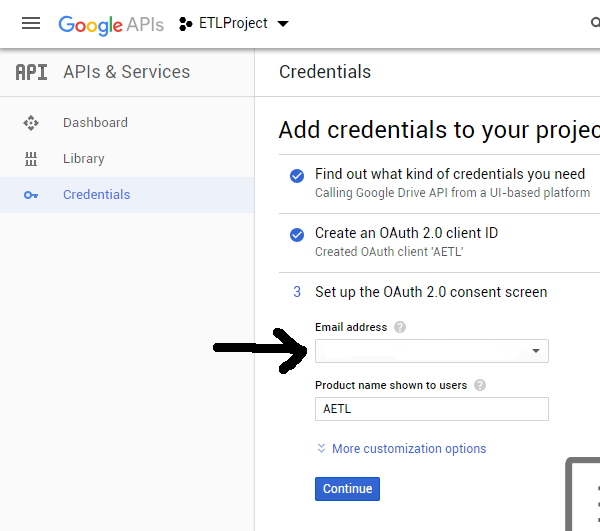 Google APIs ETLProject
API APIs & Services
Credentials
Dashboard
Library
Credentials
Add credentials to your projec
Find out what kind of credentials you need
Calling Google Drive API from a UI-based platform
Create an OAuth 2.0 client ID
Created OAuth client 'AETL'
3 Set up the OAuth 2.0 consent screen
Email address ?
Product name shown to users ?
AETL
More customization options
Continue